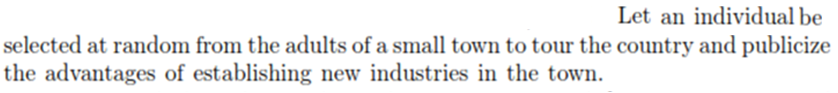 Let an individual be
selected at random from the adults of a small town to tour the country and publicize
the advantages of establishing new industries in the town.